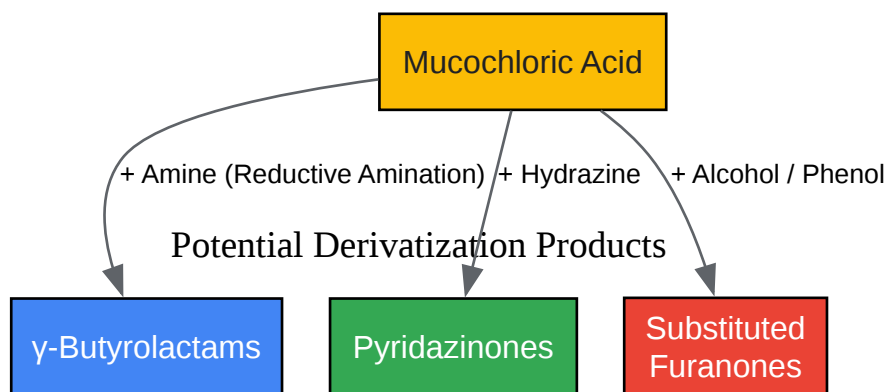 Mucochloric Acid
+ Amine (Reductive Amination)
+ Hydrazine
+ Alcohol / Phenol
Potential Derivatization Products
γ-Butyrolactams
Pyridazinones
Substituted
Furanones